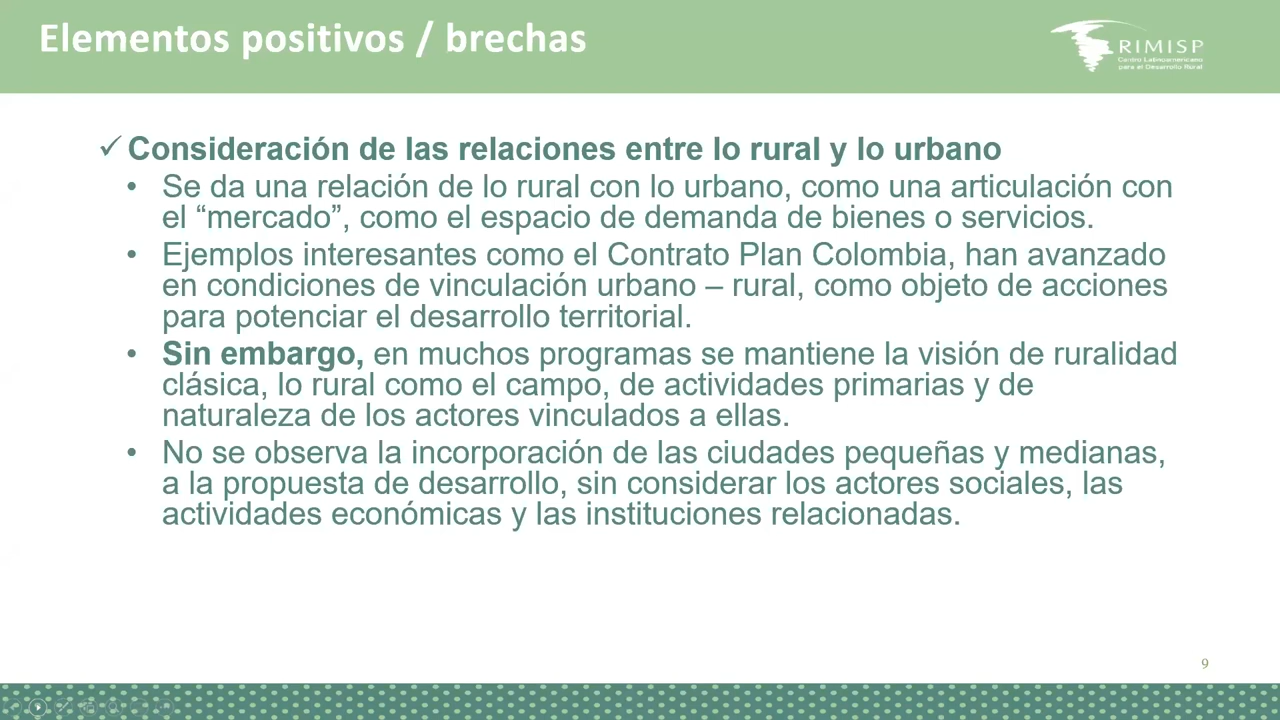 Elementos positivos / brechas
RIMISP
Centro Latinoamericano
para el Desarrollo Rural
✓ Consideración de las relaciones entre lo rural y lo urbano
• Se da una relación de lo rural con lo urbano, como una articulación con
el “mercado”, como el espacio de demanda de bienes o servicios.
• Ejemplos interesantes como el Contrato Plan Colombia, han avanzado
en condiciones de vinculación urbano – rural, como objeto de acciones
para potenciar el desarrollo territorial.
• Sin embargo, en muchos programas se mantiene la visión de ruralidad
clásica, lo rural como el campo, de actividades primarias y de
naturaleza de los actores vinculados a ellas.
• No se observa la incorporación de las ciudades pequeñas y medianas,
a la propuesta de desarrollo, sin considerar los actores sociales, las
actividades económicas y las instituciones relacionadas.
9